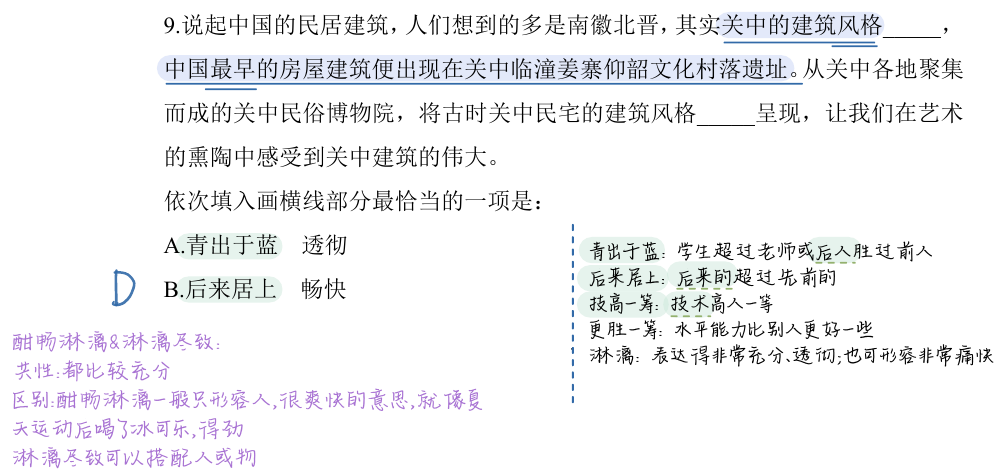 9.说起中国的民居建筑,人们想到的多是南徽北晋,其实关中的建筑风格_____,
中国最早的房屋建筑便出现在关中临潼姜寨仰韶文化村落遗址。从关中各地聚集
而成的关中民俗博物院，将古时关中民宅的建筑风格_____呈现，让我们在艺术
的熏陶中感受到关中建筑的伟大。
依次填入画横线部分最恰当的一项是：
A.青出于蓝 透彻
D B.后来居上 畅快
青出于蓝: 学生超过老师或后人胜过前人
后来居上: 后来的超过先前的
技高一筹: 技术高人一等
更胜一筹: 水平能力比别人更好一些
淋漓: 表达得非常充分、透彻;也可形容非常痛快
酣畅淋漓&淋漓尽致:
共性:都比较充分
区别:酣畅淋漓一般只形容人,很爽快的意思,就像夏
天运动后喝了冰可乐,得劲
淋漓尽致可以搭配人或物